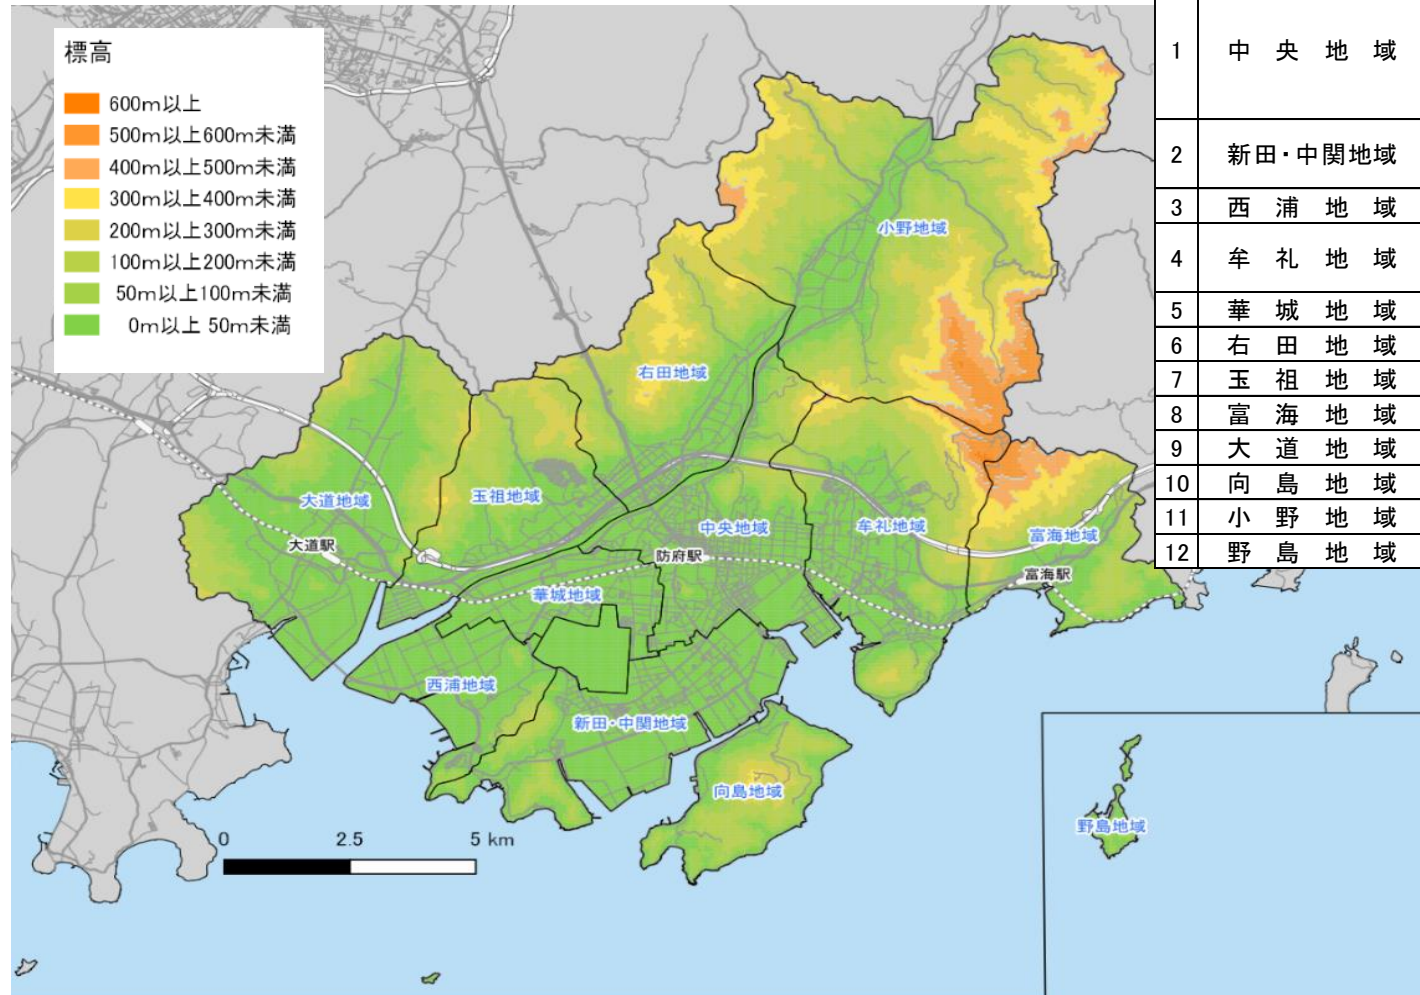 標高
600m以上
500m以上600m未満
400m以上500m未満
300m以上400m未満
200m以上300m未満
100m以上200m未満
50m以上100m未満
0m以上 50m未満
1 中央地域
2 新田・中関地域
3 西浦地域
4 牟礼地域
5 華城地域
6 右田地域
7 玉祖地域
8 富海地域
9 大道地域
10 向島地域
11 小野地域
12 野島地域
小野地域
右田地域
大道地域
玉祖地域
中央地域
牟礼地域
富海地域
大道駅
防府駅
富海駅
華城地域
西浦地域
新田・中関地域
向島地域
野島地域
0 2.5 5 km